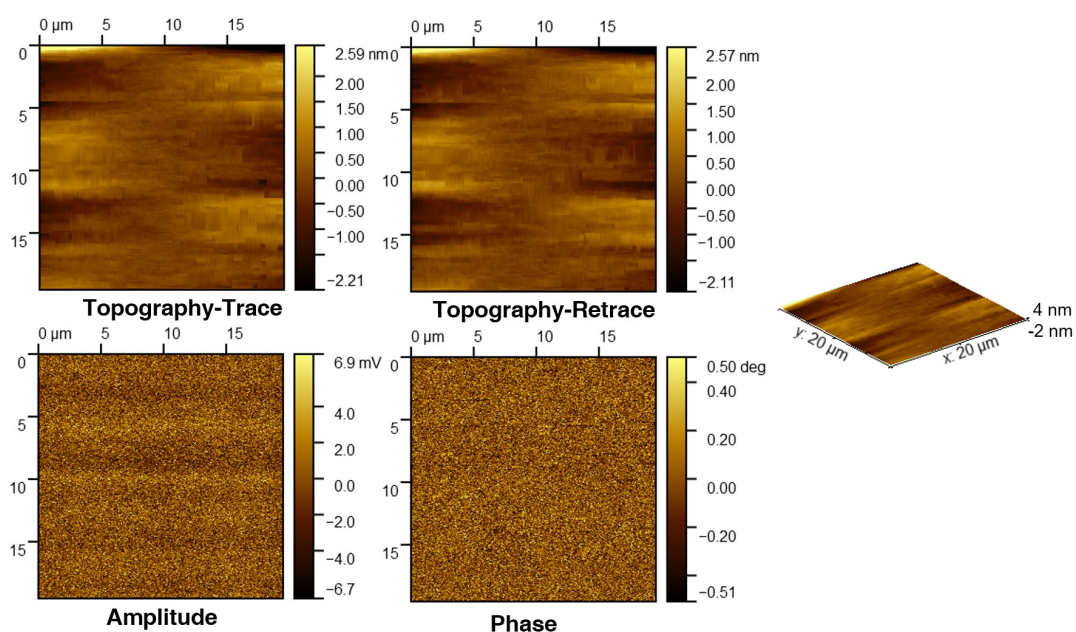 0 µm 5 10 15
0
5
10
15
2.59 nm
2.00
1.50
1.00
0.50
0.00
−0.50
−1.00
−2.21
Topography-Trace
0 µm 5 10 15
0
5
10
15
2.57 nm
2.00
1.50
1.00
0.50
0.00
−0.50
−1.00
−2.11
Topography-Retrace
4 nm
-2 nm
y: 20 µm
x: 20 µm
0 µm 5 10 15
0
5
10
15
6.9 mV
4.0
2.0
0.0
−2.0
−4.0
−6.7
Amplitude
0 µm 5 10 15
0
5
10
15
0.50 deg
0.40
0.20
0.00
−0.20
−0.51
Phase